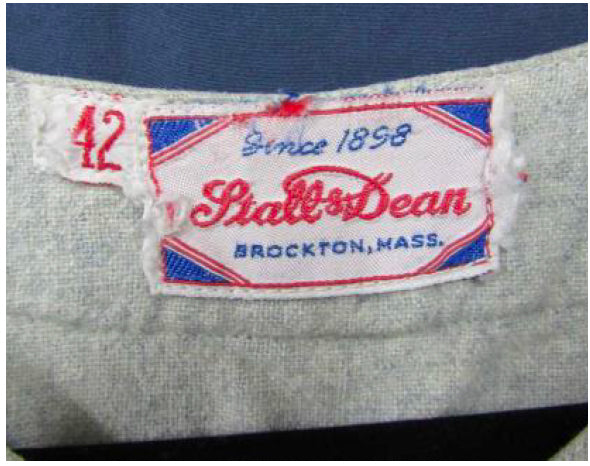 42
Since 1898
Stall & Dean
BROCKTON, MASS.